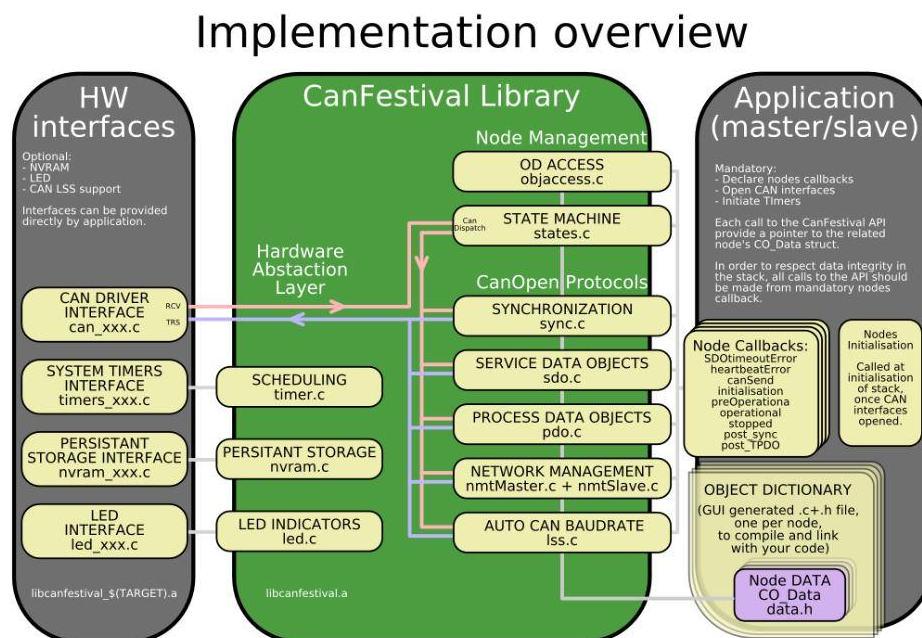 Implementation overview
HW
interfaces
Optional:
- NVRAM
- LED
- CAN LSS support
Interfaces can be provided
directly by application.
CAN DRIVER
INTERFACE
can_xxx.c
RCV
TRS
SYSTEM TIMERS
INTERFACE
timers_xxx.c
PERSISTANT
STORAGE INTERFACE
nvram_xxx.c
LED
INTERFACE
led_xxx.c
libcanfestival_$(TARGET).a
CanFestival Library
Hardware
Abstaction
Layer
SCHEDULING
timer.c
PERSITANT STORAGE
nvram.c
LED INDICATORS
led.c
libcanfestival.a
Node Management
OD ACCESS
objaccess.c
Can
Dispatch
STATE MACHINE
states.c
CanOpen Protocols
SYNCHRONIZATION
sync.c
SERVICE DATA OBJECTS
sdo.c
PROCESS DATA OBJECTS
pdo.c
NETWORK MANAGEMENT
nmtMaster.c + nmtSlave.c
AUTO CAN BAUDRATE
lss.c
Application
(master/slave)
Mandatory:
- Declare nodes callbacks
- Open CAN interfaces
- Initiate TImers
Each call to the CanFestival API
provide a pointer to the related
node's CO_Data struct.
In order to respect data integrity in
the stack, all calls to the API should
be made from mandatory nodes
callback.
Node Callbacks:
SDOtimeoutError
heartbeatError
canSend
initialisation
preOperationa
operational
stopped
post_sync
post_TPDO
Nodes
Initialisation
Called at
initialisation
of stack,
once CAN
interfaces
opened.
OBJECT DICTIONARY
(GUI generated .c+.h file,
one per node,
to compile and link
with your code)
Node DATA
CO_Data
data.h